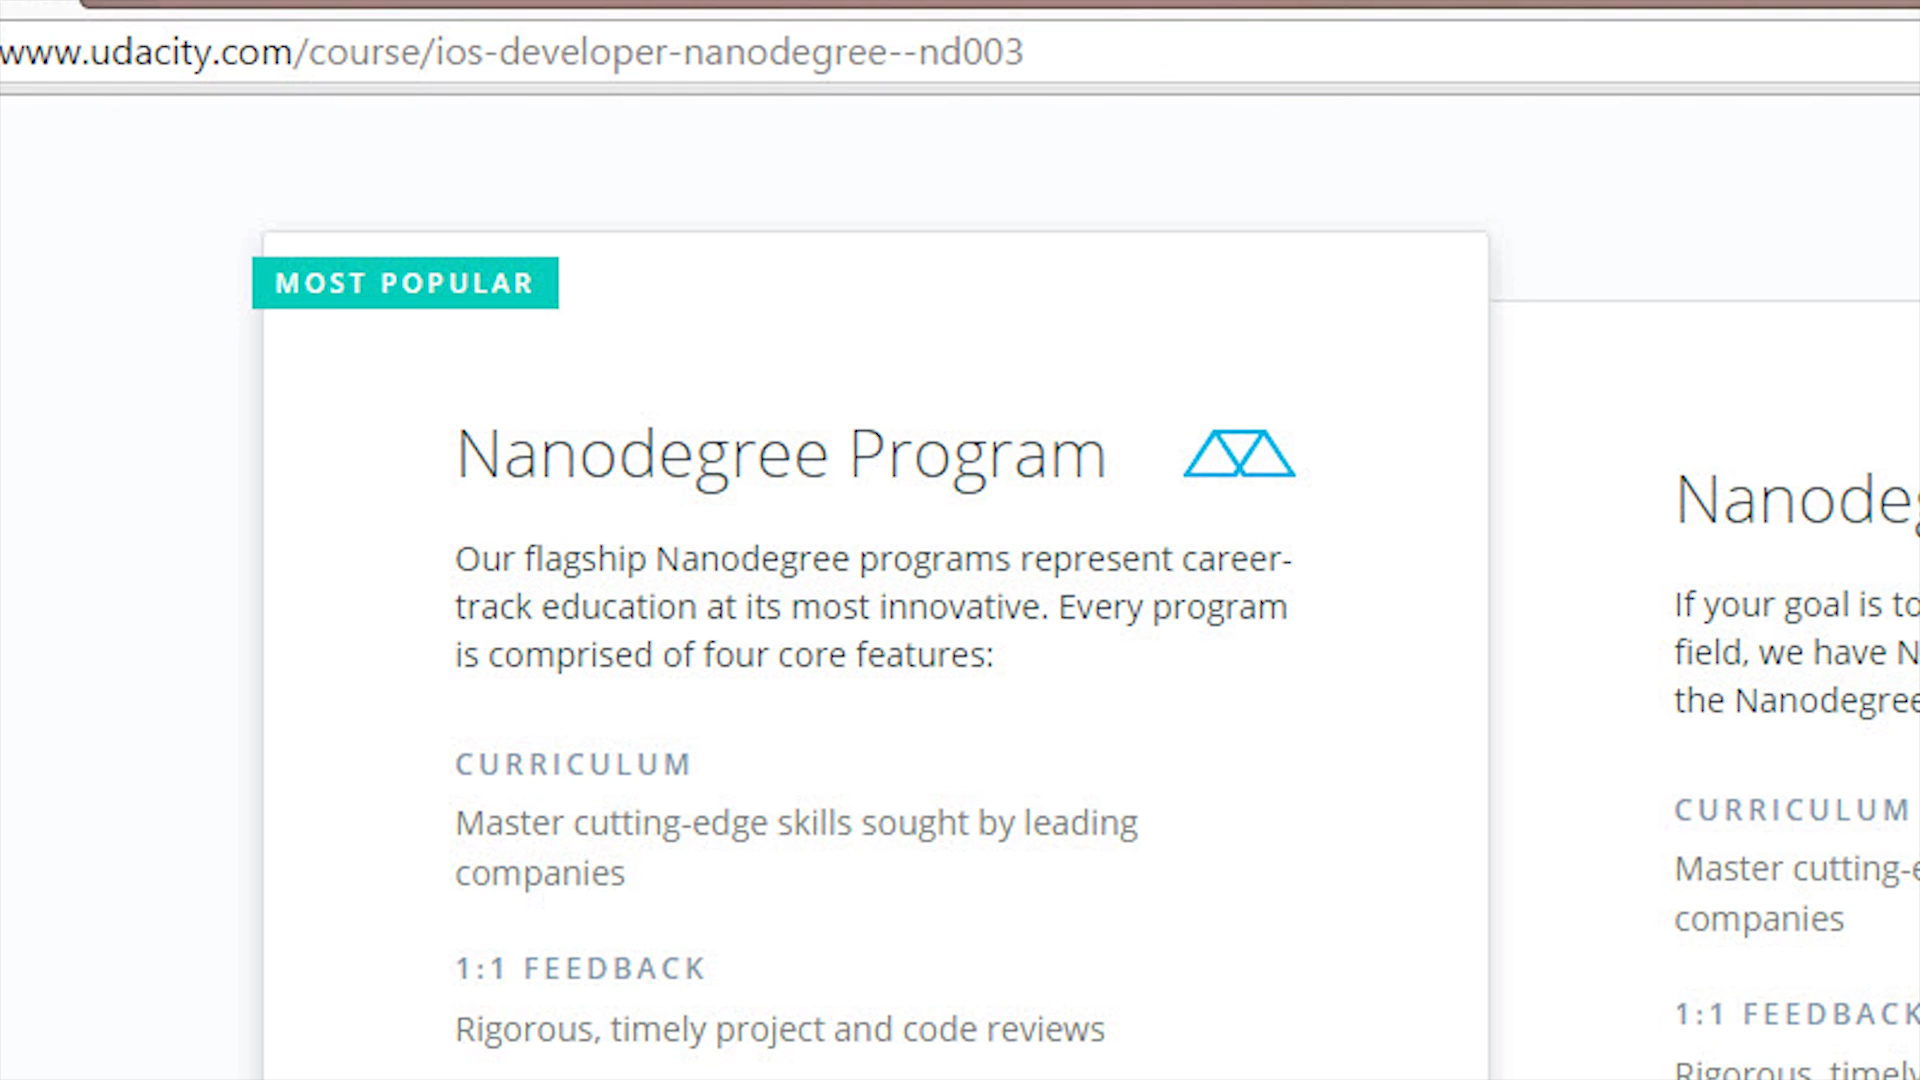 www.udacity.com/course/ios-developer-nanodegree--nd003
MOST POPULAR
Nanodegree Program
Our flagship Nanodegree programs represent career-
track education at its most innovative. Every program
is comprised of four core features:
CURRICULUM
Master cutting-edge skills sought by leading
companies
1:1 FEEDBACK
Rigorous, timely project and code reviews
If your goal is to
field, we have
the Nanodegree
CURRICULUM
Master
companies
1:1 FEEDBACK
Rigorous, timely